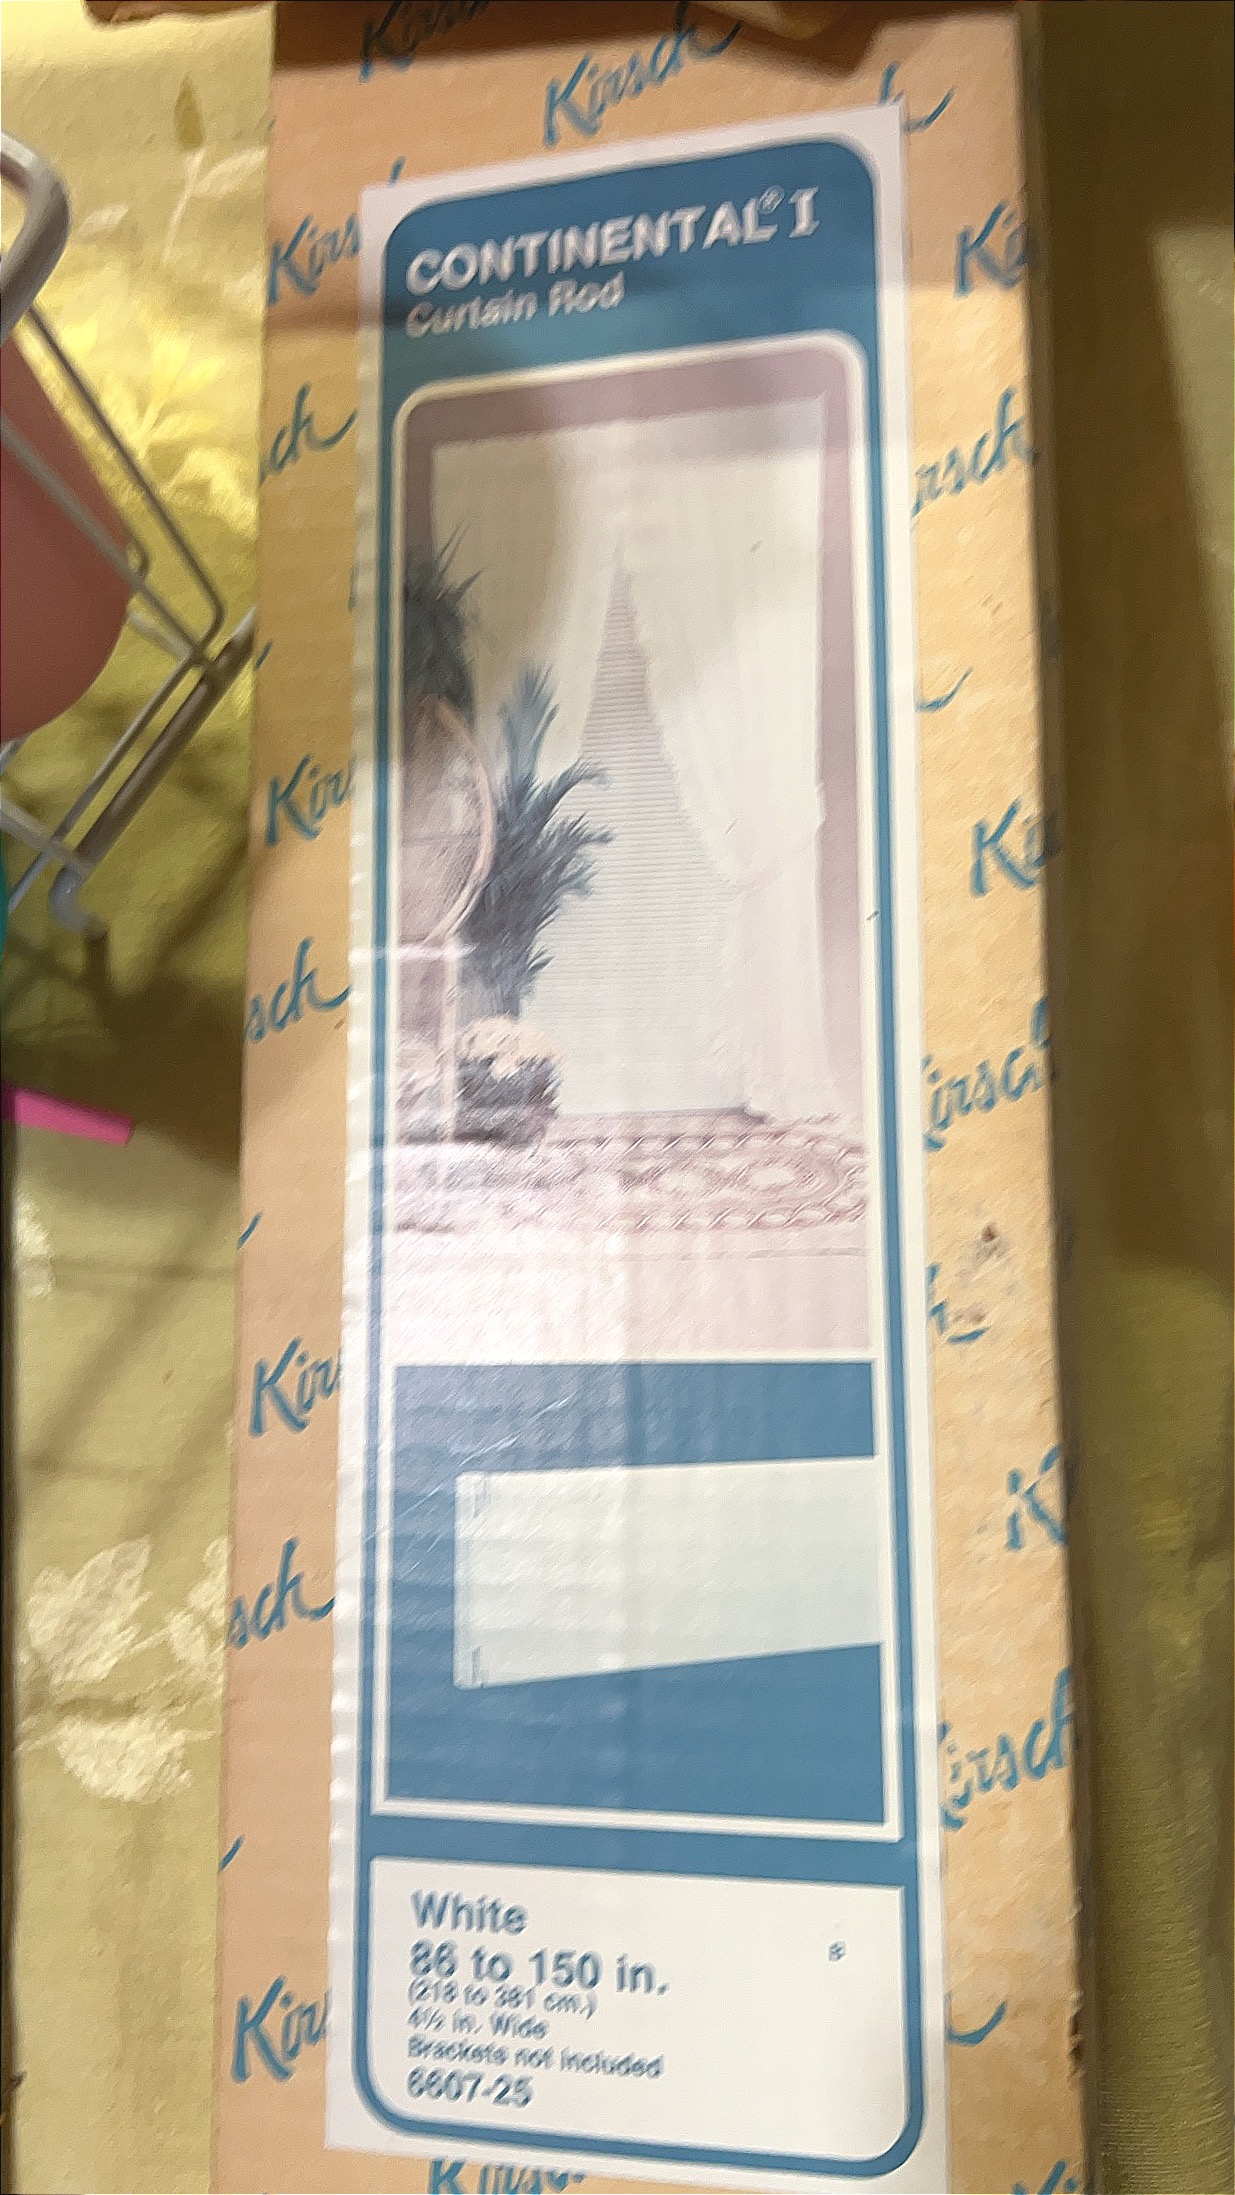 Kirsch
Kirsch
CONTINENTAL® I
Curtain Rod
White
86 to 150 in.
(218 to 381 cm.)
4½ in. Wide
Brackets not included
6607-25